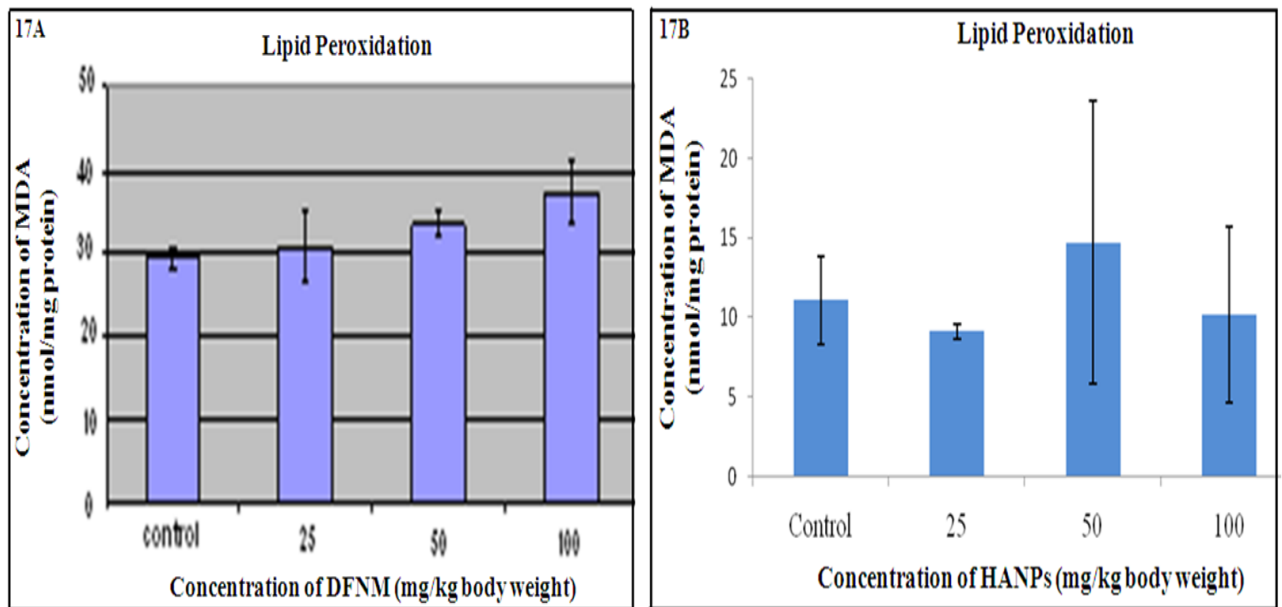 17A
Lipid Peroxidation
50
40
30
20
10
0
Concentration of MDA
(nmol/mg protein)
control 25 50 100
Concentration of DFNM (mg/kg body weight)
17B
Lipid Peroxidation
25
20
15
10
5
0
Concentration of MDA
(nmol/mg protein)
Control 25 50 100
Concentration of HANPs (mg/kg body weight)